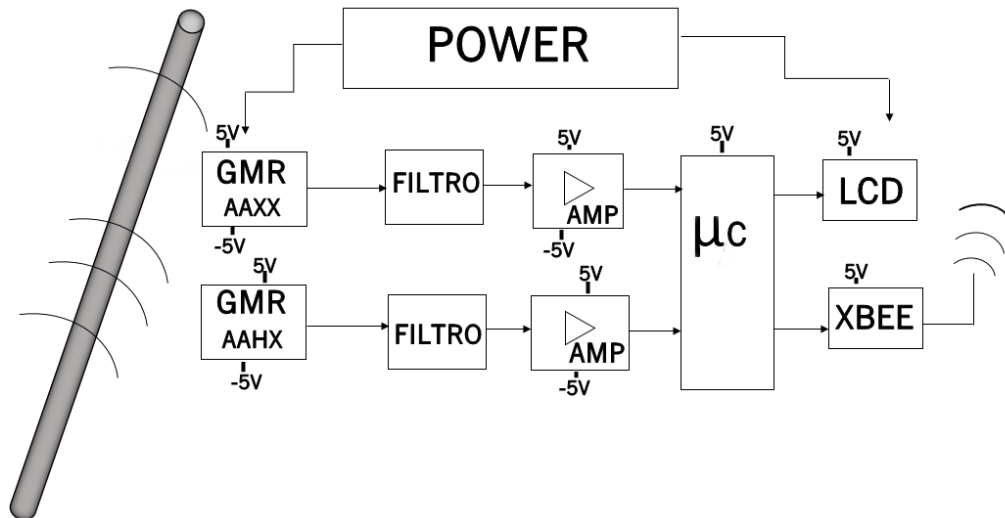 POWER
5V
GMR
AAXX
-5V
FILTRO
5V
AMP
-5V
5V
µc
5V
LCD
5V
GMR
AAHX
-5V
FILTRO
5V
AMP
-5V
5V
XBEE